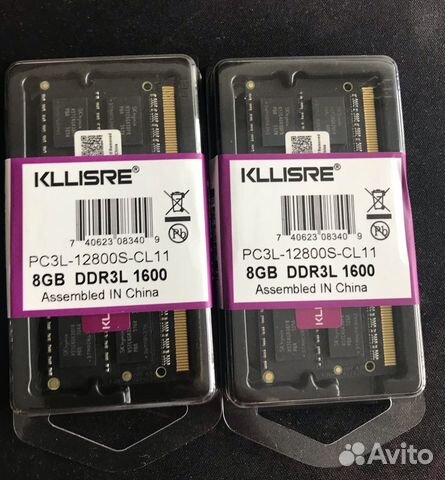 KLLISRE®
7 40623 08340 9
PC3L-12800S-CL11
8GB DDR3L 1600
Assembled IN China
KLLISRE®
7 40623 08340 9
PC3L-12800S-CL11
8GB DDR3L 1600
Assembled IN China
Avito